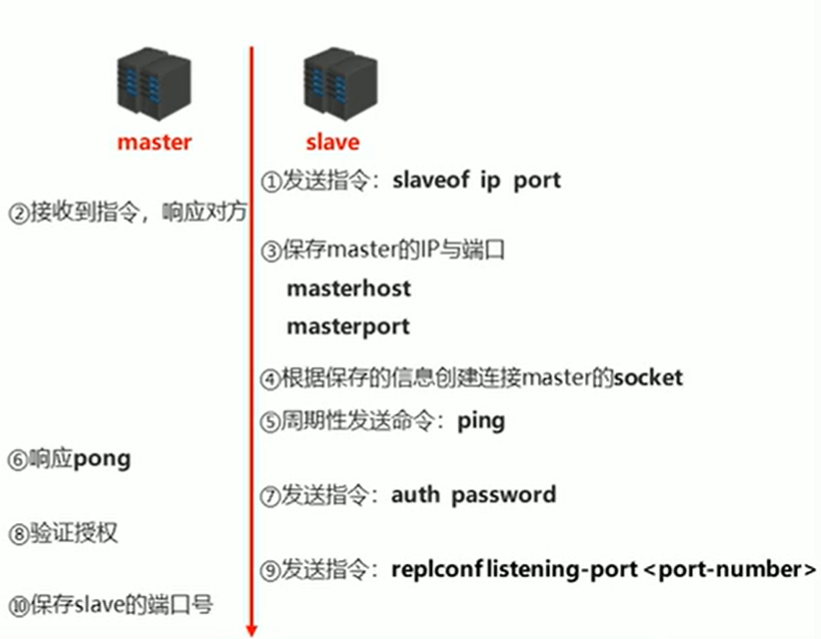 master
slave
①发送指令：slaveof ip port
②接收到指令，响应对方
③保存master的IP与端口
masterhost
masterport
④根据保存的信息创建连接master的socket
⑤周期性发送命令：ping
⑥响应pong
⑦发送指令：auth password
⑧验证授权
⑨发送指令：replconf listening-port <port-number>
⑩保存slave的端口号